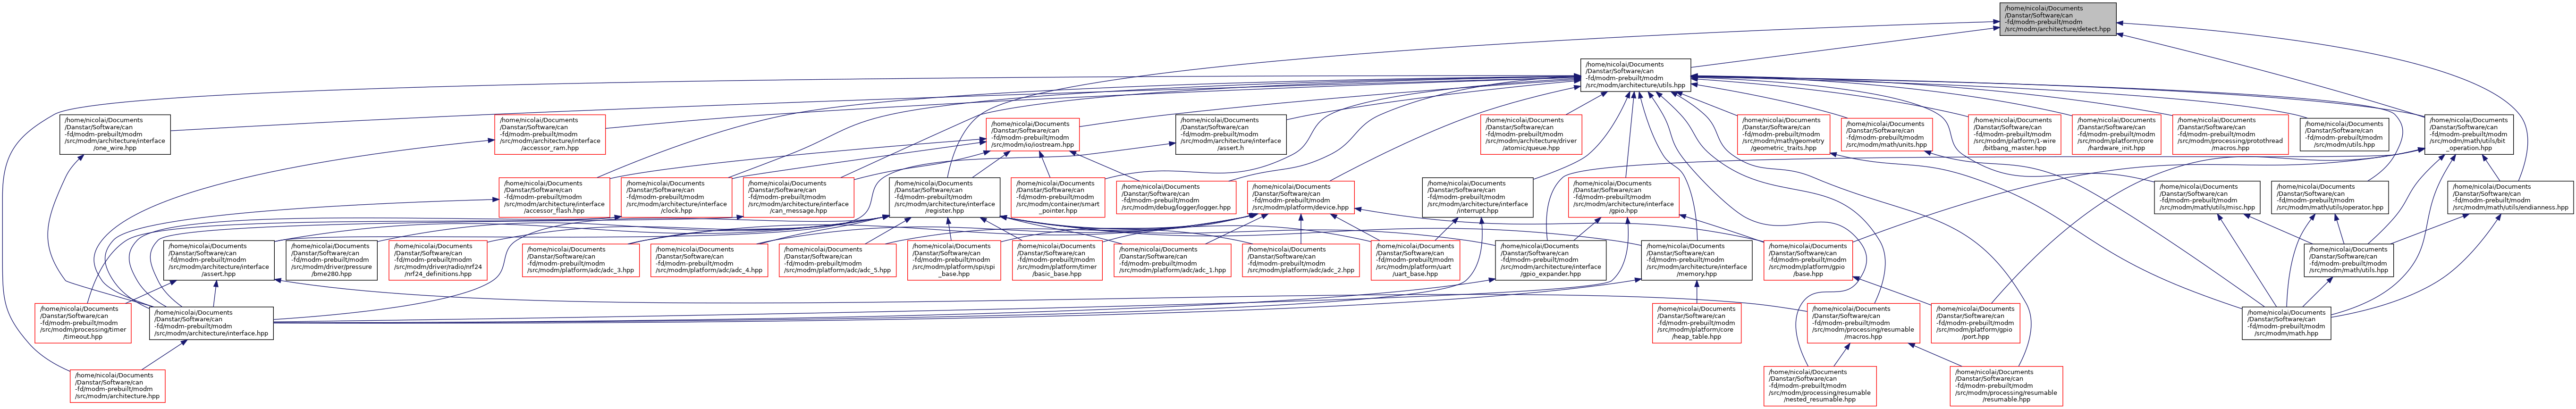 /home/nicolai/Documents
/Danstar/Software/can
-fd/modm-prebuilt/modm
/src/modm/architecture/detect.hpp
/home/nicolai/Documents
/Danstar/Software/can
-fd/modm-prebuilt/modm
/src/modm/architecture/utils.hpp
/home/nicolai/Documents
/Danstar/Software/can
-fd/modm-prebuilt/modm
/src/modm/architecture/interface
/one_wire.hpp
/home/nicolai/Documents
/Danstar/Software/can
-fd/modm-prebuilt/modm
/src/modm/architecture/interface
/accessor_ram.hpp
/home/nicolai/Documents
/Danstar/Software/can
-fd/modm-prebuilt/modm
/src/modm/io/iostream.hpp
/home/nicolai/Documents
/Danstar/Software/can
-fd/modm-prebuilt/modm
/src/modm/architecture/interface
/assert.h
/home/nicolai/Documents
/Danstar/Software/can
-fd/modm-prebuilt/modm
/src/modm/architecture/driver
/atomic/queue.hpp
/home/nicolai/Documents
/Danstar/Software/can
-fd/modm-prebuilt/modm
/src/modm/math/geometry
/geometric_traits.hpp
/home/nicolai/Documents
/Danstar/Software/can
-fd/modm-prebuilt/modm
/src/modm/math/units.hpp
/home/nicolai/Documents
/Danstar/Software/can
-fd/modm-prebuilt/modm
/src/modm/platform/1-wire
/bitbang_master.hpp
/home/nicolai/Documents
/Danstar/Software/can
-fd/modm-prebuilt/modm
/src/modm/platform/core
/hardware_init.hpp
/home/nicolai/Documents
/Danstar/Software/can
-fd/modm-prebuilt/modm
/src/modm/processing/protothread
/macros.hpp
/home/nicolai/Documents
/Danstar/Software/can
-fd/modm-prebuilt/modm
/src/modm/utils.hpp
/home/nicolai/Documents
/Danstar/Software/can
-fd/modm-prebuilt/modm
/src/modm/math/utils/bit
_operation.hpp
/home/nicolai/Documents
/Danstar/Software/can
-fd/modm-prebuilt/modm
/src/modm/architecture/interface
/accessor_flash.hpp
/home/nicolai/Documents
/Danstar/Software/can
-fd/modm-prebuilt/modm
/src/modm/architecture/interface
/clock.hpp
/home/nicolai/Documents
/Danstar/Software/can
-fd/modm-prebuilt/modm
/src/modm/architecture/interface
/can_message.hpp
/home/nicolai/Documents
/Danstar/Software/can
-fd/modm-prebuilt/modm
/src/modm/architecture/interface
/register.hpp
/home/nicolai/Documents
/Danstar/Software/can
-fd/modm-prebuilt/modm
/src/modm/container/smart
_pointer.hpp
/home/nicolai/Documents
/Danstar/Software/can
-fd/modm-prebuilt/modm
/src/modm/debug/logger/logger.hpp
/home/nicolai/Documents
/Danstar/Software/can
-fd/modm-prebuilt/modm
/src/modm/platform/device.hpp
/home/nicolai/Documents
/Danstar/Software/can
-fd/modm-prebuilt/modm
/src/modm/architecture/interface
/interrupt.hpp
/home/nicolai/Documents
/Danstar/Software/can
-fd/modm-prebuilt/modm
/src/modm/architecture/interface
/gpio.hpp
/home/nicolai/Documents
/Danstar/Software/can
-fd/modm-prebuilt/modm
/src/modm/math/utils/misc.hpp
/home/nicolai/Documents
/Danstar/Software/can
-fd/modm-prebuilt/modm
/src/modm/math/utils/operator.hpp
/home/nicolai/Documents
/Danstar/Software/can
-fd/modm-prebuilt/modm
/src/modm/math/utils/endianness.hpp
/home/nicolai/Documents
/Danstar/Software/can
-fd/modm-prebuilt/modm
/src/modm/architecture/interface
/assert.hpp
/home/nicolai/Documents
/Danstar/Software/can
-fd/modm-prebuilt/modm
/src/modm/driver/pressure
/bme280.hpp
/home/nicolai/Documents
/Danstar/Software/can
-fd/modm-prebuilt/modm
/src/modm/driver/radio/nrf24
/nrf24_definitions.hpp
/home/nicolai/Documents
/Danstar/Software/can
-fd/modm-prebuilt/modm
/src/modm/platform/adc/adc_3.hpp
/home/nicolai/Documents
/Danstar/Software/can
-fd/modm-prebuilt/modm
/src/modm/platform/adc/adc_4.hpp
/home/nicolai/Documents
/Danstar/Software/can
-fd/modm-prebuilt/modm
/src/modm/platform/adc/adc_5.hpp
/home/nicolai/Documents
/Danstar/Software/can
-fd/modm-prebuilt/modm
/src/modm/platform/spi/spi
_base.hpp
/home/nicolai/Documents
/Danstar/Software/can
-fd/modm-prebuilt/modm
/src/modm/platform/timer
/basic_base.hpp
/home/nicolai/Documents
/Danstar/Software/can
-fd/modm-prebuilt/modm
/src/modm/platform/adc/adc_1.hpp
/home/nicolai/Documents
/Danstar/Software/can
-fd/modm-prebuilt/modm
/src/modm/platform/adc/adc_2.hpp
/home/nicolai/Documents
/Danstar/Software/can
-fd/modm-prebuilt/modm
/src/modm/platform/uart
/uart_base.hpp
/home/nicolai/Documents
/Danstar/Software/can
-fd/modm-prebuilt/modm
/src/modm/architecture/interface
/gpio_expander.hpp
/home/nicolai/Documents
/Danstar/Software/can
-fd/modm-prebuilt/modm
/src/modm/architecture/interface
/memory.hpp
/home/nicolai/Documents
/Danstar/Software/can
-fd/modm-prebuilt/modm
/src/modm/platform/gpio
/base.hpp
/home/nicolai/Documents
/Danstar/Software/can
-fd/modm-prebuilt/modm
/src/modm/math/utils.hpp
/home/nicolai/Documents
/Danstar/Software/can
-fd/modm-prebuilt/modm
/src/modm/processing/timer
/timeout.hpp
/home/nicolai/Documents
/Danstar/Software/can
-fd/modm-prebuilt/modm
/src/modm/architecture/interface.hpp
/home/nicolai/Documents
/Danstar/Software/can
-fd/modm-prebuilt/modm
/src/modm/platform/core
/heap_table.hpp
/home/nicolai/Documents
/Danstar/Software/can
-fd/modm-prebuilt/modm
/src/modm/processing/resumable
/macros.hpp
/home/nicolai/Documents
/Danstar/Software/can
-fd/modm-prebuilt/modm
/src/modm/platform/gpio
/port.hpp
/home/nicolai/Documents
/Danstar/Software/can
-fd/modm-prebuilt/modm
/src/modm/math.hpp
/home/nicolai/Documents
/Danstar/Software/can
-fd/modm-prebuilt/modm
/src/modm/architecture.hpp
/home/nicolai/Documents
/Danstar/Software/can
-fd/modm-prebuilt/modm
/src/modm/processing/resumable
/nested_resumable.hpp
/home/nicolai/Documents
/Danstar/Software/can
-fd/modm-prebuilt/modm
/src/modm/processing/resumable
/resumable.hpp